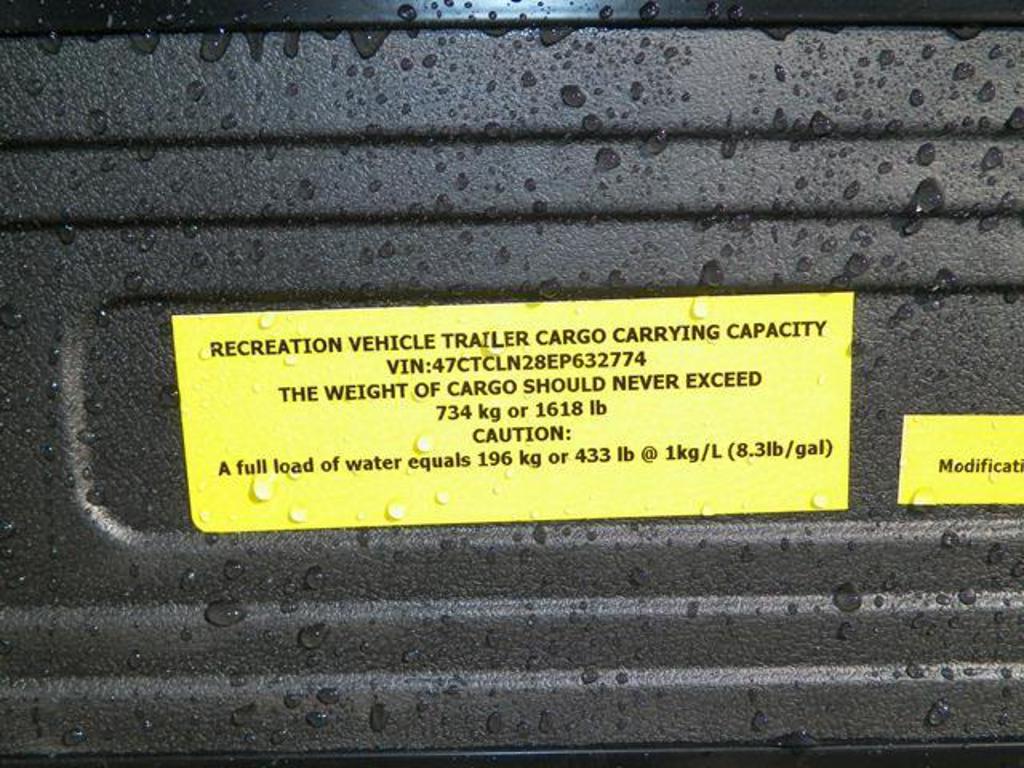 RECREATION VEHICLE TRAILER CARGO CARRYING CAPACITY
VIN:47CTCLN28EP632774
THE WEIGHT OF CARGO SHOULD NEVER EXCEED
734 kg or 1618 lb
CAUTION:
A full load of water equals 196 kg or 433 lb @ 1kg/L (8.3lb/gal)
Modificati